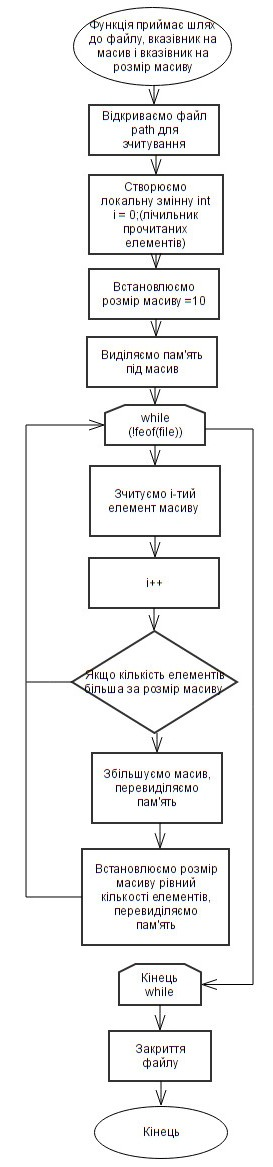 Функція приймає шлях
до файлу, вказівник на
масив і вказівник на
розмір масиву
Відкриваємо файл
path для
зчитування
Створюємо
локальну змінну int
i = 0;(лічильник
прочитаних
елементів)
Встановлюємо
розмір масиву =10
Виділяємо пам'ять
під масив
while
(!feof(file))
Зчитуємо i-тий
елемент масиву
i++
Якщо кількість елементів
більша за розмір масиву
Збільшуємо масив,
перевиділяємо
пам'ять
Встановлюємо розмір
масиву рівний
кількості елементів,
перевиділяємо
пам'ять
Кінець
while
Закриття
файлу
Кінець